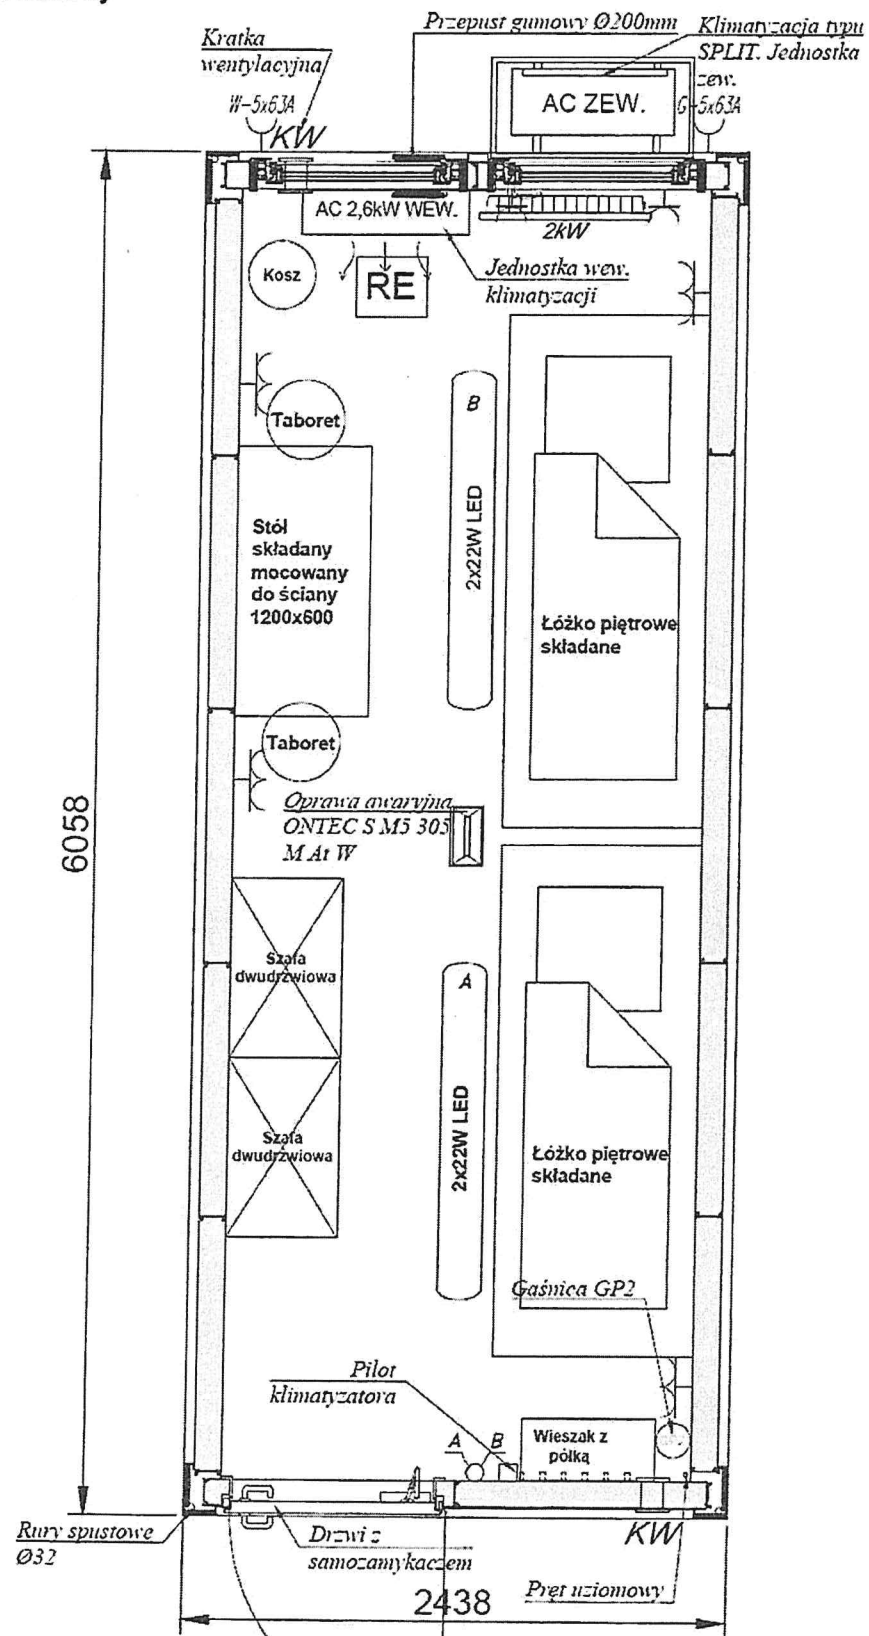 Przepust gumowy Ø200mm
Klimatyzacja typu
SPLIT. Jednostka
zew.
Kratka
wentylacyjna
W-5x63A
KW
AC ZEW.
G-5x63A
AC 2,6kW WEW.
2kW
Kosz
RE
Jednostka wew.
klimatyzacji
Taboret
B
2x22W LED
Stół
składany
mocowany
do ściany
1200x600
Łóżko piętrowe
składane
Taboret
Oprawa awaryjna
ONTEC S M5 305
M At W
6058
Szafa
dwudrzwiowa
A
2x22W LED
Szafa
dwudrzwiowa
Łóżko piętrowe
składane
Gaśnica GP2
Pilot
klimatyzatora
A
B
Wieszak z
półką
Rury spustowe
Ø32
Drzwi z
samozamykaczem
KW
Pręt uziomowy
2438